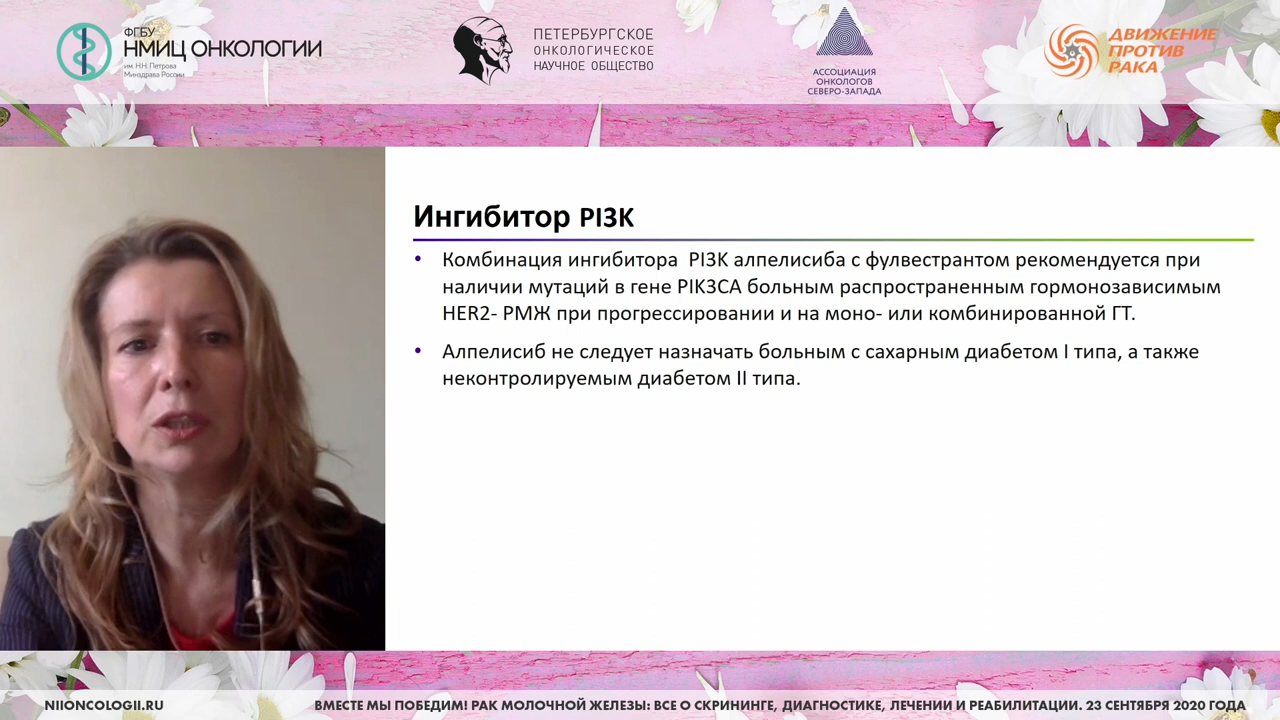 ФГБУ
НМИЦ ОНКОЛОГИИ
им. Н.Н. Петрова
Минздрава России
ПЕТЕРБУРГСКОЕ
ОНКОЛОГИЧЕСКОЕ
НАУЧНОЕ ОБЩЕСТВО
АССОЦИАЦИЯ
ОНКОЛОГОВ
СЕВЕРО-ЗАПАДА
ДВИЖЕНИЕ
ПРОТИВ
РАКА
Ингибитор PI3K
• Комбинация ингибитора PI3K алпелисиба с фулвестрантом рекомендуется при
наличии мутаций в гене PIK3CA больным распространенным гормонозависимым
HER2- РМЖ при прогрессировании и на моно- или комбинированной ГТ.
• Алпелисиб не следует назначать больным с сахарным диабетом I типа, а также
неконтролируемым диабетом II типа.
NIIONCOLOGII.RU
ВМЕСТЕ МЫ ПОБЕДИМ! РАК МОЛОЧНОЙ ЖЕЛЕЗЫ: ВСЕ О СКРИНИНГЕ, ДИАГНОСТИКЕ, ЛЕЧЕНИИ И РЕАБИЛИТАЦИИ. 23 СЕНТЯБРЯ 2020 ГОДА